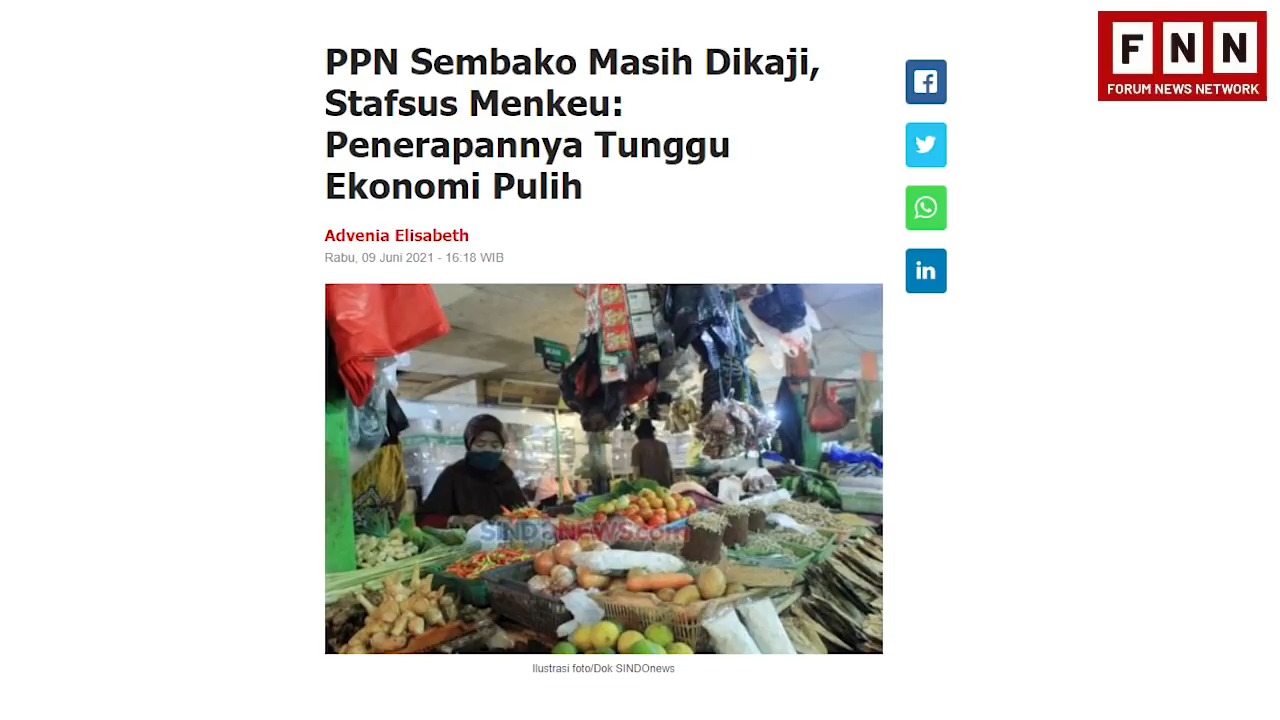 PPN Sembako Masih Dikaji,
Stafsus Menkeu:
Penerapannya Tunggu
Ekonomi Pulih
Advenia Elisabeth
Rabu, 09 Juni 2021 - 16:18 WIB
SINDONEWS.com
Ilustrasi foto/Dok SINDOnews
FNN
FORUM NEWS NETWORK
in